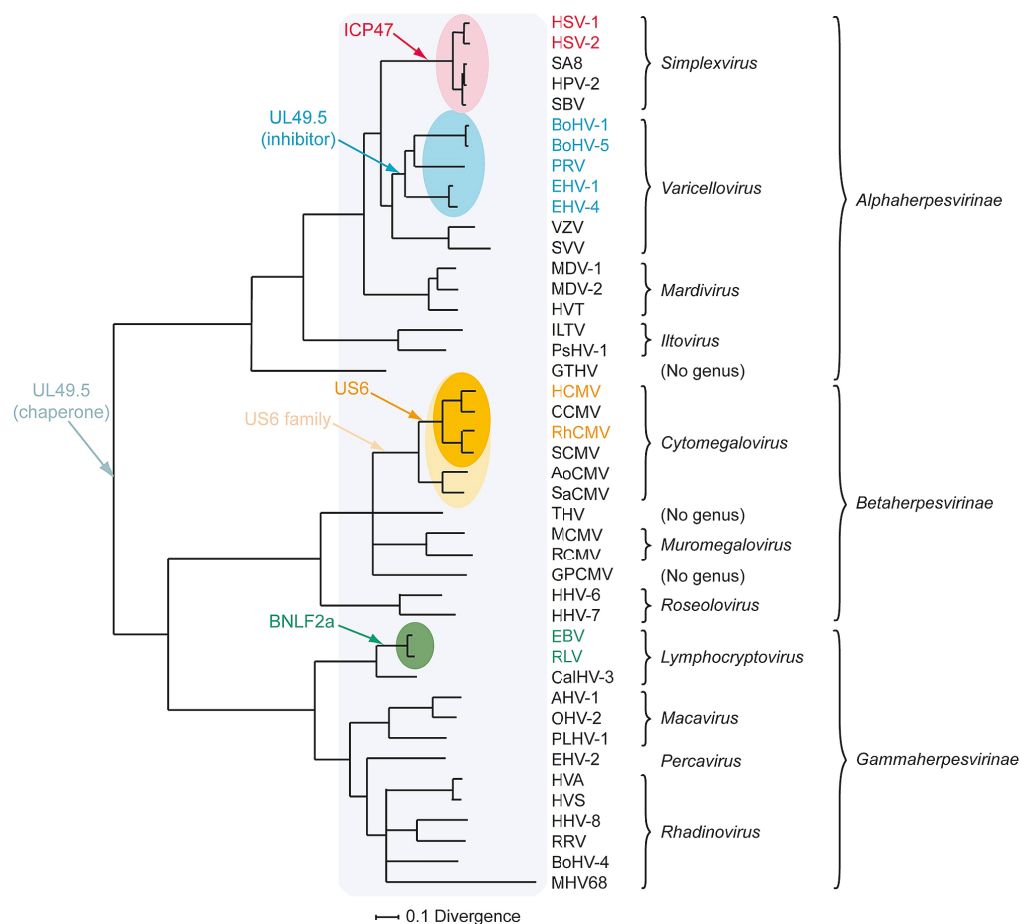 ICP47
UL49.5
(inhibitor)
UL49.5
(chaperone)
US6
US6 family
BNLF2a
HSV-1
HSV-2
SA8
HPV-2
SBV
BoHV-1
BoHV-5
PRV
EHV-1
EHV-4
VZV
SVV
MDV-1
MDV-2
HVT
ILTV
PsHV-1
GTHV
HCMV
CCMV
RhCMV
SCMV
AoCMV
SaCMV
THV
MCMV
RCMV
GPCMV
HHV-6
HHV-7
EBV
RLV
CalHV-3
AHV-1
OHV-2
PLHV-1
EHV-2
HVA
HVS
HHV-8
RRV
BoHV-4
MHV68
Simplexvirus
Varicellovirus
Mardivirus
Iltovirus
(No genus)
Cytomegalovirus
(No genus)
Muromegalovirus
(No genus)
Roseolovirus
Lymphocryptovirus
Macavirus
Percavirus
Rhadinovirus
Alphaherpesvirinae
Betaherpesvirinae
Gammaherpesvirinae
0.1 Divergence